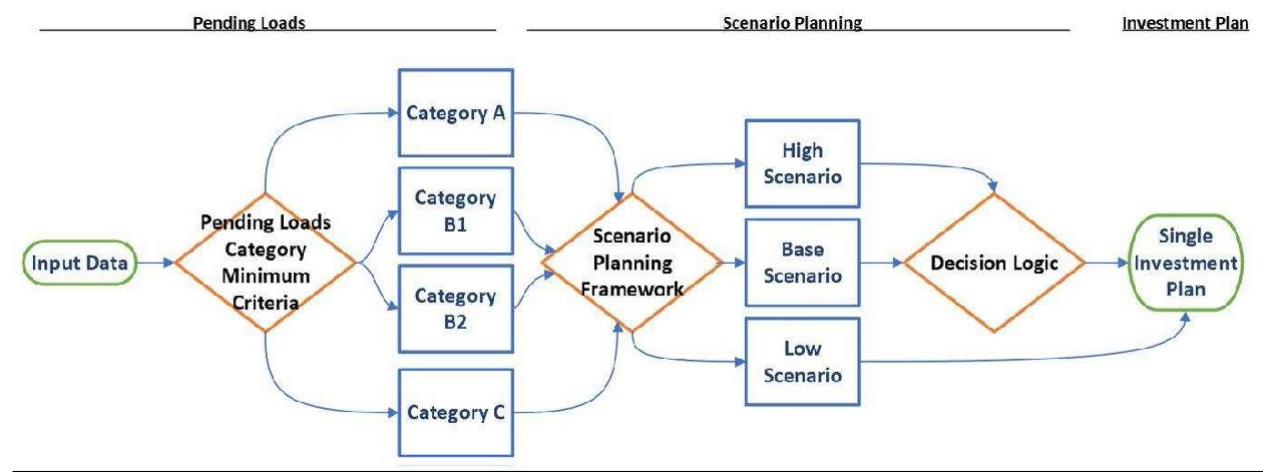 Pending Loads
Scenario Planning
Investment Plan
Input Data
Pending Loads
Category
Minimum
Criteria
Category A
Category
B1
Category
B2
Category C
Scenario
Planning
Framework
High
Scenario
Base
Scenario
Low
Scenario
Decision Logic
Single
Investment
Plan